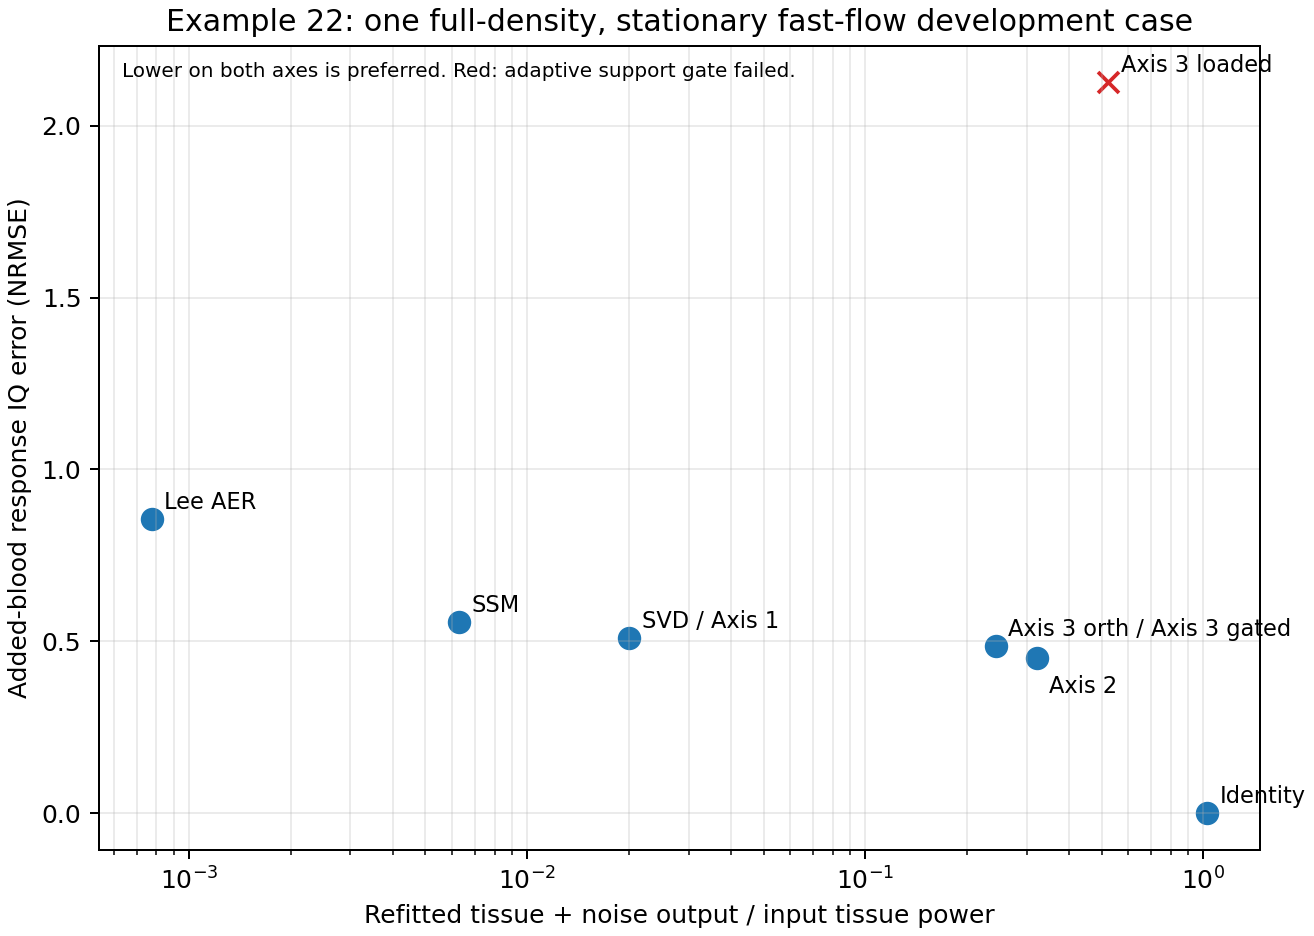 Example 22: one full-density, stationary fast-flow development case
Lower on both axes is preferred. Red: adaptive support gate failed.
Axis 3 loaded
2.0
1.5
1.0
0.5
0.0
Added-blood response IQ error (NRMSE)
Lee AER
SSM
SVD / Axis 1
Axis 3 orth / Axis 3 gated
Axis 2
Identity
10⁻³
10⁻²
10⁻¹
10⁰
Refitted tissue + noise output / input tissue power